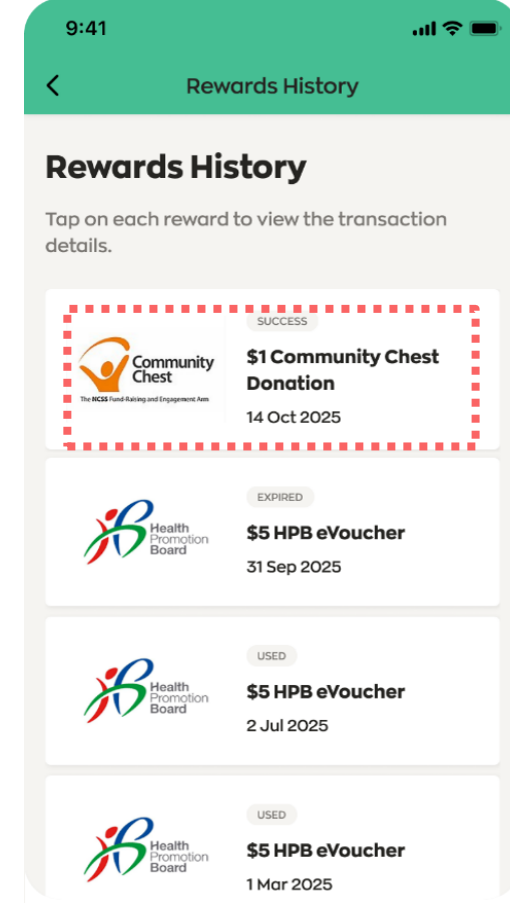 9:41
Rewards History
Rewards History
Tap on each reward to view the transaction
details.
SUCCESS
Community
Chest
The NCSS Fund-Raising and Engagement Arm
$1 Community Chest
Donation
14 Oct 2025
EXPIRED
Health
Promotion
Board
$5 HPB eVoucher
31 Sep 2025
USED
Health
Promotion
Board
$5 HPB eVoucher
2 Jul 2025
USED
Health
Promotion
Board
$5 HPB eVoucher
1 Mar 2025